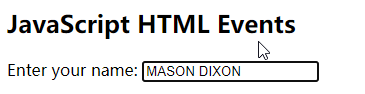 JavaScript HTML Events
Enter your name: MASON DIXON